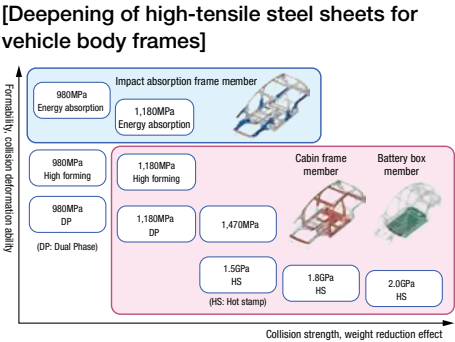 [Deepening of high-tensile steel sheets for
vehicle body frames]
Formability, collision deformation ability
Impact absorption frame member
980MPa
Energy absorption
1,180MPa
Energy absorption
980MPa
High forming
1,180MPa
High forming
Cabin frame
member
Battery box
member
980MPa
DP
1,180MPa
DP
1,470MPa
(DP: Dual Phase)
1.5GPa
HS
1.8GPa
HS
2.0GPa
HS
(HS: Hot stamp)
Collision strength, weight reduction effect